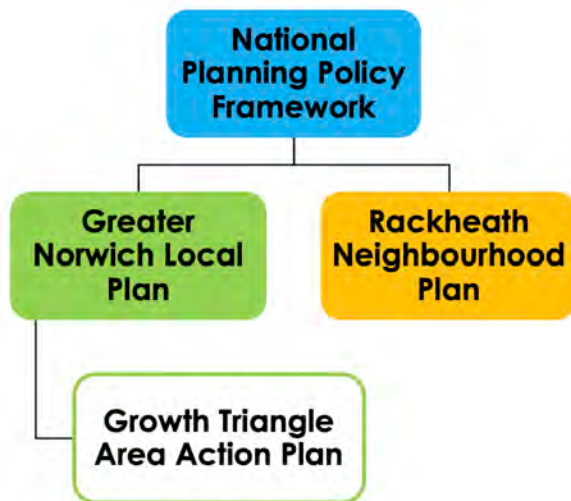 National
Planning Policy
Framework
Greater
Norwich Local
Plan
Rackheath
Neighbourhood
Plan
Growth Triangle
Area Action Plan